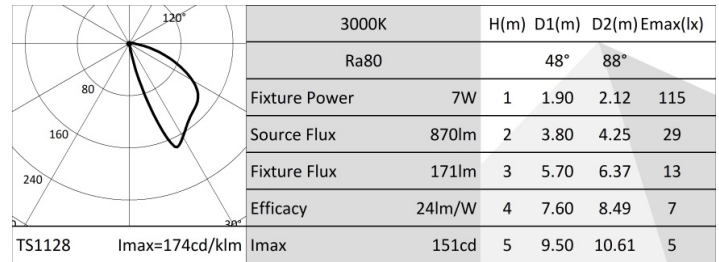 120°
80
160
240
30°
TS1128 Imax=174cd/klm
3000K H(m) D1(m) D2(m) Emax(lx)
Ra80 48° 88°
Fixture Power 7W 1 1.90 2.12 115
Source Flux 870lm 2 3.80 4.25 29
Fixture Flux 171lm 3 5.70 6.37 13
Efficacy 24lm/W 4 7.60 8.49 7
Imax 151cd 5 9.50 10.61 5